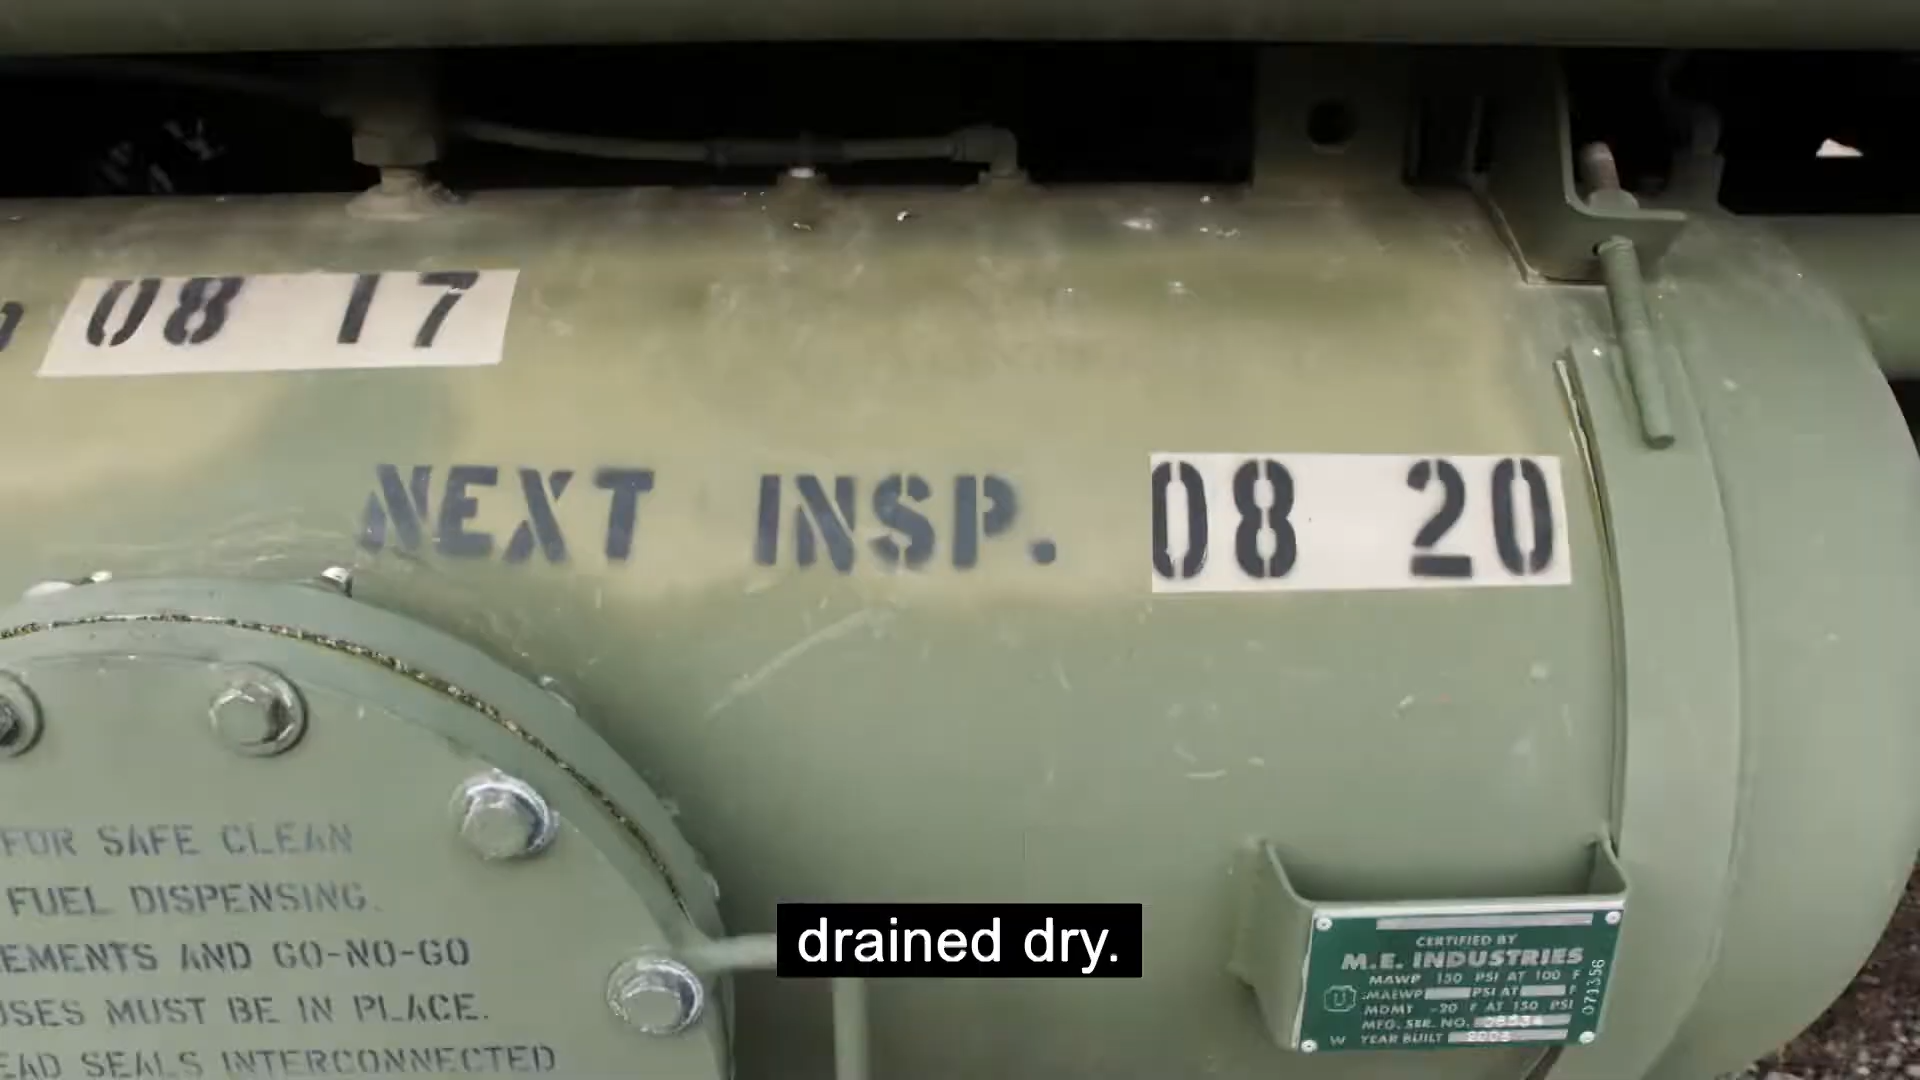 08 17
NEXT INSP. 08 20
FOR SAFE CLEAN
FUEL DISPENSING.
EMENTS AND GO-NO-GO
USES MUST BE IN PLACE.
EAD SEALS INTERCONNECTED
drained dry.
CERTIFIED BY
M.E. INDUSTRIES
MAWP 150 PSI AT 100 F
MAEWP PSI AT F
MDMT -20 F AT 150 PSI
MFG. SER. NO.
W YEAR BUILT
071356
U